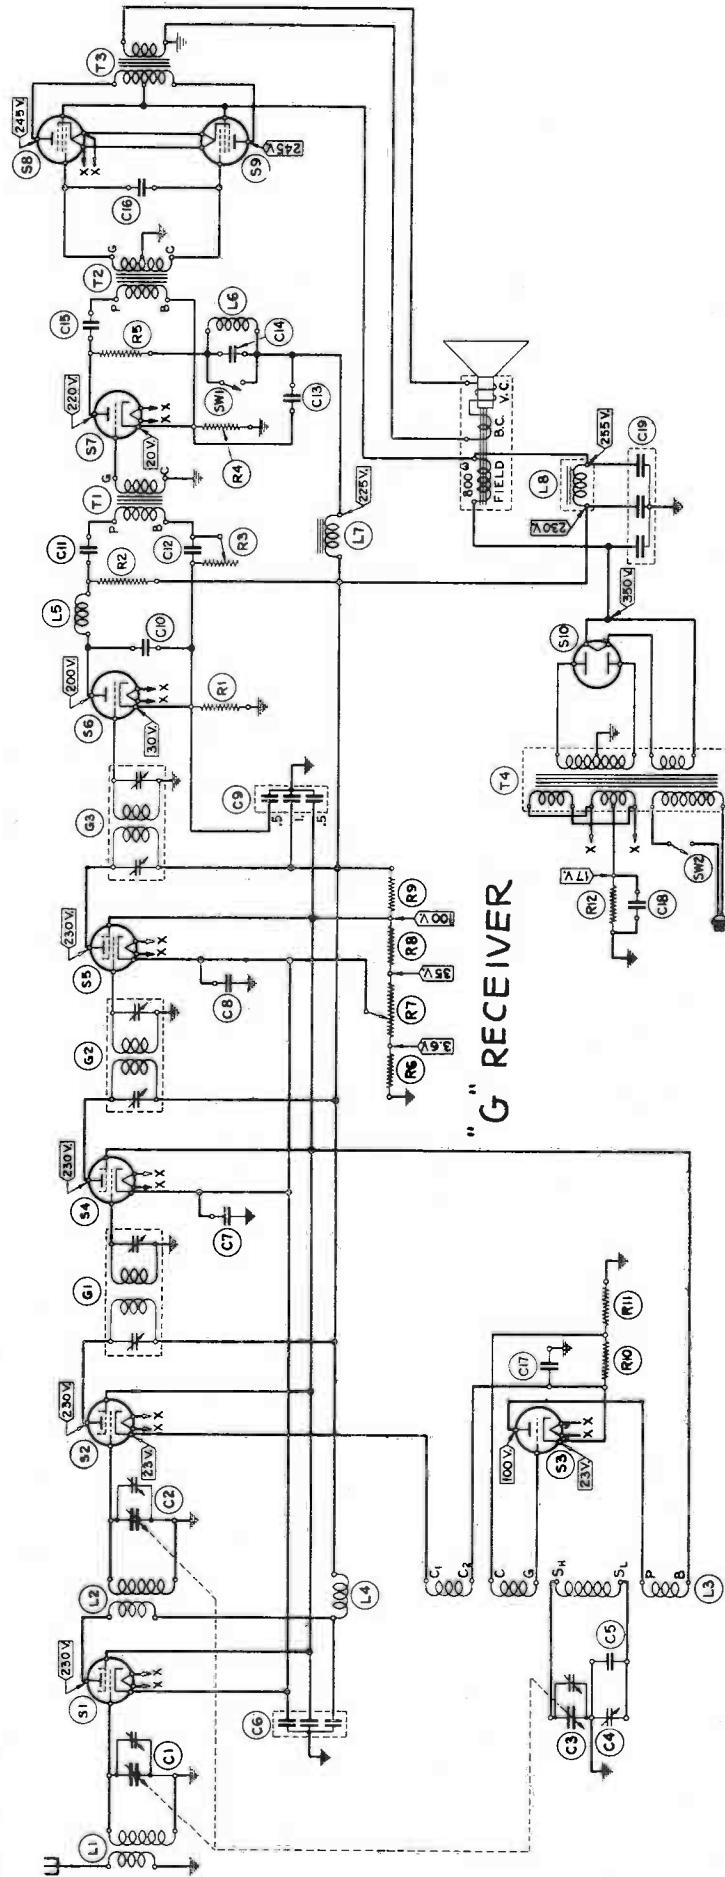 L1
C1
S1
230V.
X X
L2
C2
S2
230V.
23V.
X X
G1
S4
230V.
X X
C7
G2
S5
230V.
X X
C8
G3
S6
200V.
30V.
X X
R1
L5
C10
C11
R2
C12
R3
P
B
T1
G
C
S7
220V.
20V.
X X
R4
C15
R5
SW1
L6
C14
C13
P
B
T2
G
C
C16
S8
245V.
X
X
S9
245V.
T3
C6
L4
C9
.5
1.
.5
R6
3.6V.
R7
35V.
R8
100V.
R9
L7
225V.
800ω
FIELD
B.C.
V.C.
"G" RECEIVER
C1
C2
C
G
SH
SL
P
B
L3
C3
C4
C5
S3
100V.
23V.
X X
C17
R10
R11
T4
X
X
17V.
R12
C18
SW2
S10
350V.
230V.
L8
255V.
C19